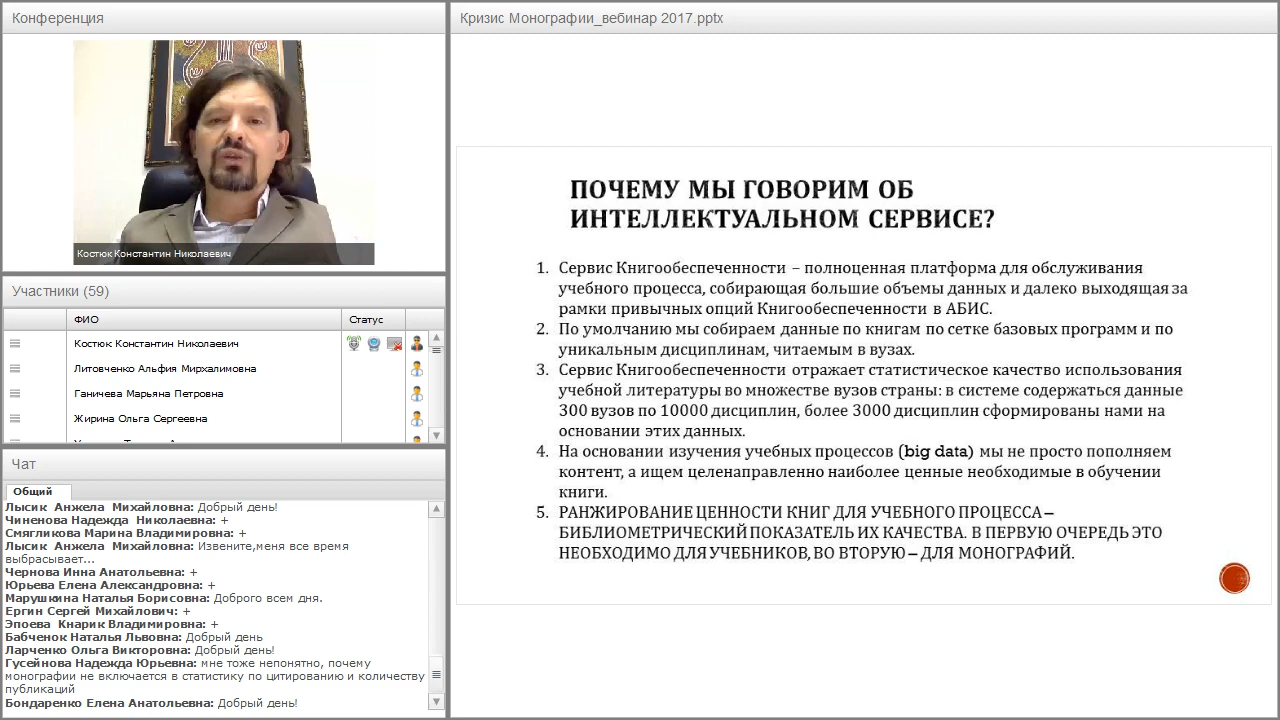 Конференция
Костюк Константин Николаевич
Участники (59)
ФИО
Статус
Костюк Константин Николаевич
Литовченко Альфия Мирхалимовна
Ганичева Марьяна Петровна
Жирина Ольга Сергеевна
Чат
Общий
Лысик Анжела Михайловна: Добрый день!
Чиненова Надежда Николаевна: +
Смягликова Марина Владимировна: +
Лысик Анжела Михайловна: Извените,меня все время
выбрасывает...
Чернова Инна Анатольевна: +
Юрьева Елена Александровна: +
Марушкина Наталья Борисовна: Доброго всем дня.
Ергин Сергей Михайлович: +
Эпоева Кнарик Владимировна: +
Бабченок Наталья Львовна: Добрый день
Ларченко Ольга Викторовна: Добрый день!
Гусейнова Надежда Юрьевна: мне тоже непонятно, почему
монографии не включается в статистику по цитированию и количеству
публикаций
Бондаренко Елена Анатольевна: Добрый день!
Кризис Монографии_вебинар 2017.pptx
ПОЧЕМУ МЫ ГОВОРИМ ОБ
ИНТЕЛЛЕКТУАЛЬНОМ СЕРВИСЕ?
1. Сервис Книгообеспеченности – полноценная платформа для обслуживания
учебного процесса, собирающая большие объемы данных и далеко выходящая за
рамки привычных опций Книгообеспеченности в АБИС.
2. По умолчанию мы собираем данные по книгам по сетке базовых программ и по
уникальным дисциплинам, читаемым в вузах.
3. Сервис Книгообеспеченности отражает статистическое качество использования
учебной литературы во множестве вузов страны: в системе содержаться данные
300 вузов по 10000 дисциплин, более 3000 дисциплин сформированы нами на
основании этих данных.
4. На основании изучения учебных процессов (big data) мы не просто пополняем
контент, а ищем целенаправленно наиболее ценные необходимые в обучении
книги.
5. РАНЖИРОВАНИЕ ЦЕННОСТИ КНИГ ДЛЯ УЧЕБНОГО ПРОЦЕССА –
БИБЛИОМЕТРИЧЕСКИЙ ПОКАЗАТЕЛЬ ИХ КАЧЕСТВА. В ПЕРВУЮ ОЧЕРЕДЬ ЭТО
НЕОБХОДИМО ДЛЯ УЧЕБНИКОВ, ВО ВТОРУЮ – ДЛЯ МОНОГРАФИЙ.